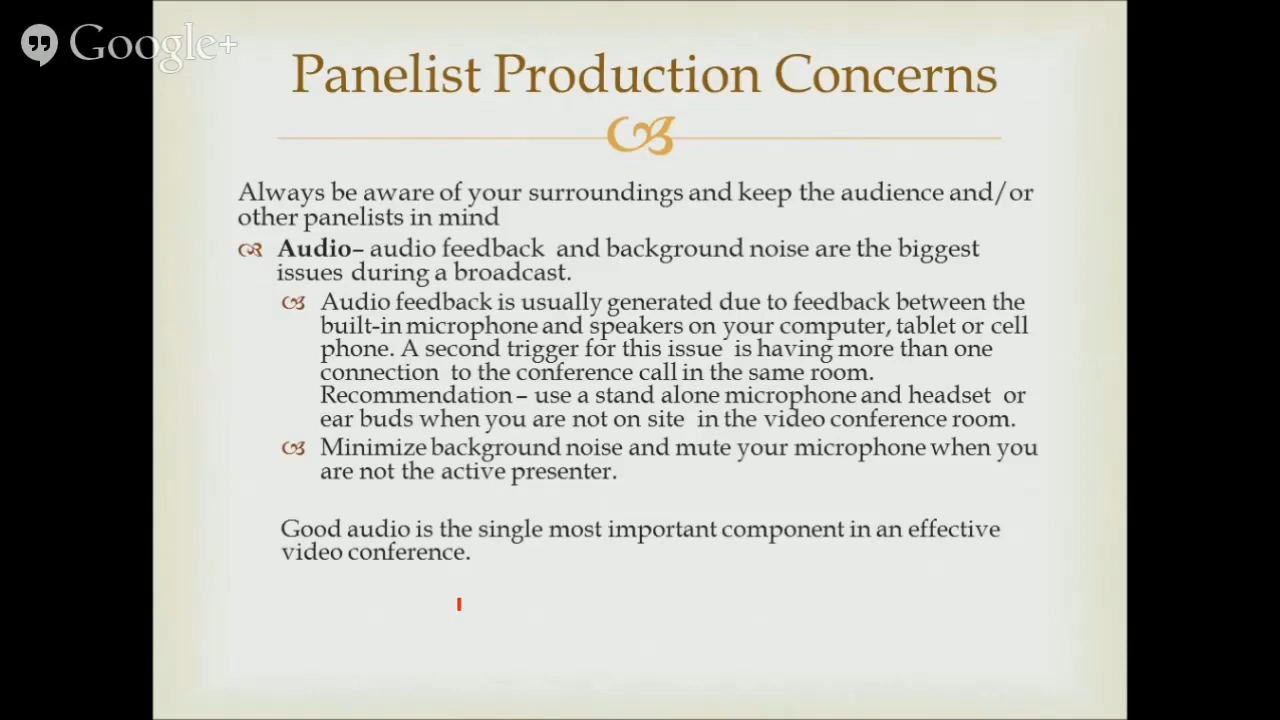 Google+
Panelist Production Concerns
Always be aware of your surroundings and keep the audience and/or
other panelists in mind
Audio– audio feedback and background noise are the biggest
issues during a broadcast.
Audio feedback is usually generated due to feedback between the
built-in microphone and speakers on your computer, tablet or cell
phone. A second trigger for this issue is having more than one
connection to the conference call in the same room.
Recommendation – use a stand alone microphone and headset or
ear buds when you are not on site in the video conference room.
Minimize background noise and mute your microphone when you
are not the active presenter.
Good audio is the single most important component in an effective
video conference.